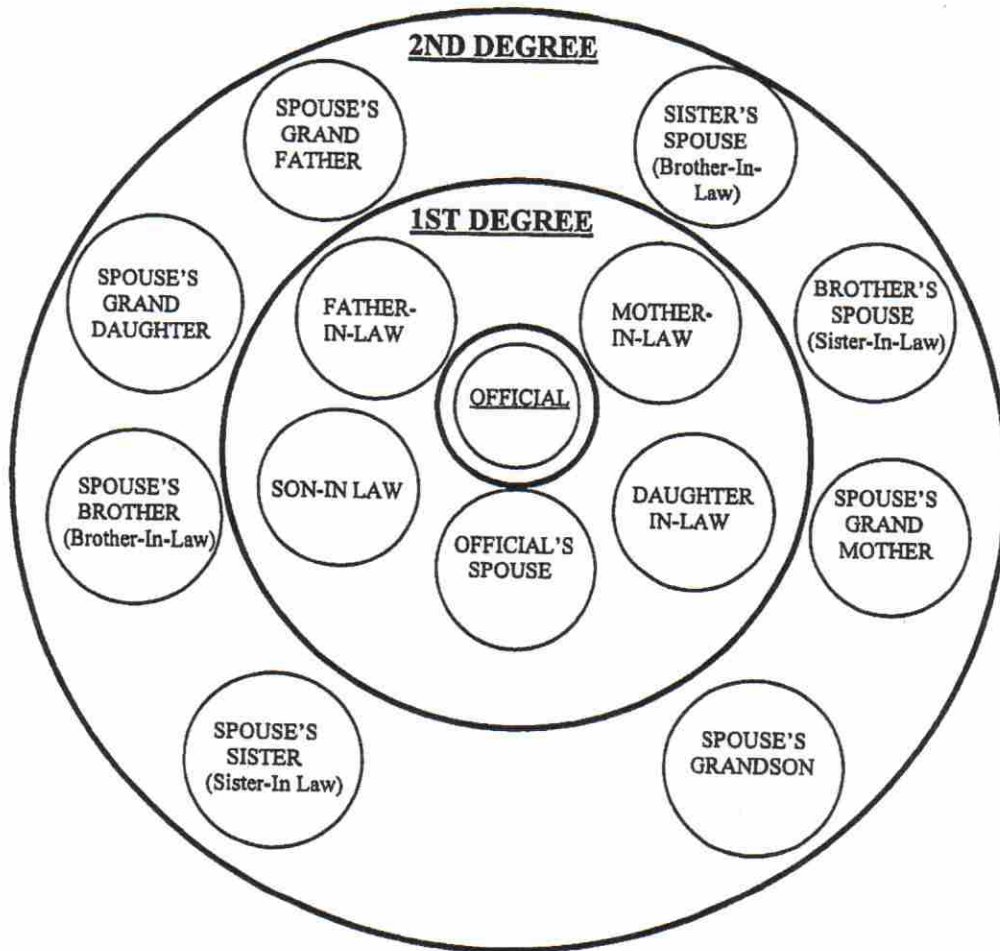 2ND DEGREE
SPOUSE'S
GRAND
FATHER
SISTER'S
SPOUSE
(Brother-In-
Law)
1ST DEGREE
SPOUSE'S
GRAND
DAUGHTER
FATHER-
IN-LAW
MOTHER-
IN-LAW
BROTHER'S
SPOUSE
(Sister-In-Law)
OFFICIAL
SPOUSE'S
BROTHER
(Brother-In-Law)
SON-IN LAW
OFFICIAL'S
SPOUSE
DAUGHTER
IN-LAW
SPOUSE'S
GRAND
MOTHER
SPOUSE'S
SISTER
(Sister-In Law)
SPOUSE'S
GRANDSON